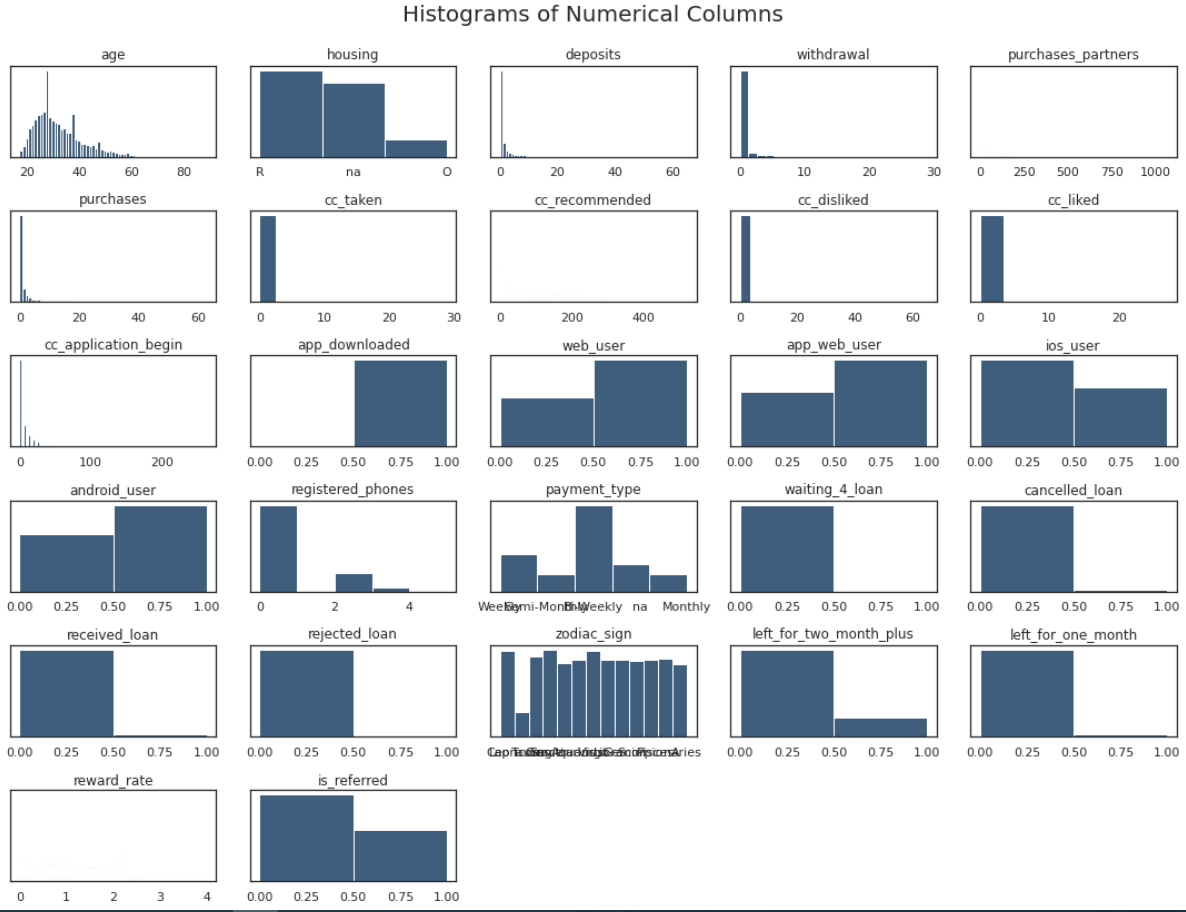 Histograms of Numerical Columns
age housing deposits withdrawal purchases_partners
20 40 60 80 R na O 0 20 40 60 0 10 20 30 0 250 500 750 1000
purchases cc_taken cc_recommended cc_disliked cc_liked
0 20 40 60 0 10 20 30 0 200 400 0 20 40 60 0 10 20
cc_application_begin app_downloaded web_user app_web_user ios_user
0 100 200 0.00 0.25 0.50 0.75 1.00 0.00 0.25 0.50 0.75 1.00 0.00 0.25 0.50 0.75 1.00 0.00 0.25 0.50 0.75 1.00
android_user registered_phones payment_type waiting_4_loan cancelled_loan
0.00 0.25 0.50 0.75 1.00 0 2 4 Weekly Semi-Monthly Bi-Weekly na Monthly 0.00 0.25 0.50 0.75 1.00 0.00 0.25 0.50 0.75 1.00
received_loan rejected_loan zodiac_sign left_for_two_month_plus left_for_one_month
0.00 0.25 0.50 0.75 1.00 0.00 0.25 0.50 0.75 1.00 0.00 0.25 0.50 0.75 1.00 0.00 0.25 0.50 0.75 1.00
reward_rate is_referred
0 1 2 3 4 0.00 0.25 0.50 0.75 1.00